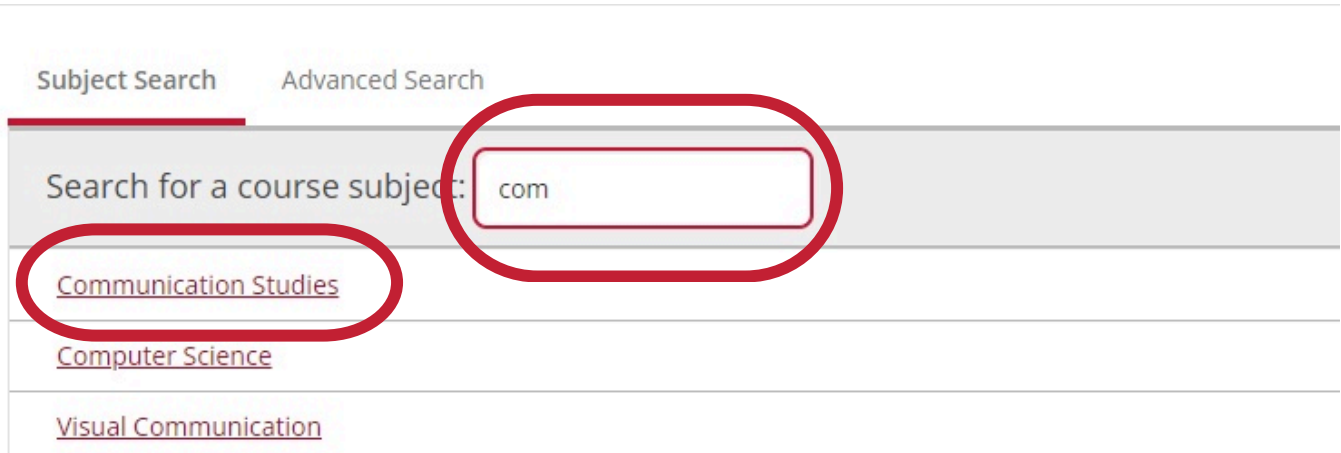 Subject Search Advanced Search
Search for a course subject: com
Communication Studies
Computer Science
Visual Communication